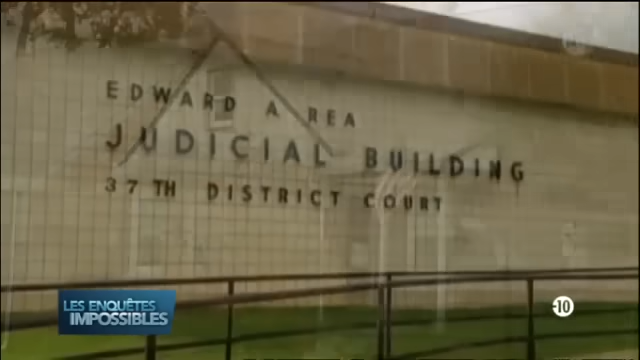 EDWARD A REA
JUDICIAL BUILDING
37TH DISTRICT COURT
LES ENQUÊTES
IMPOSSIBLES
-10